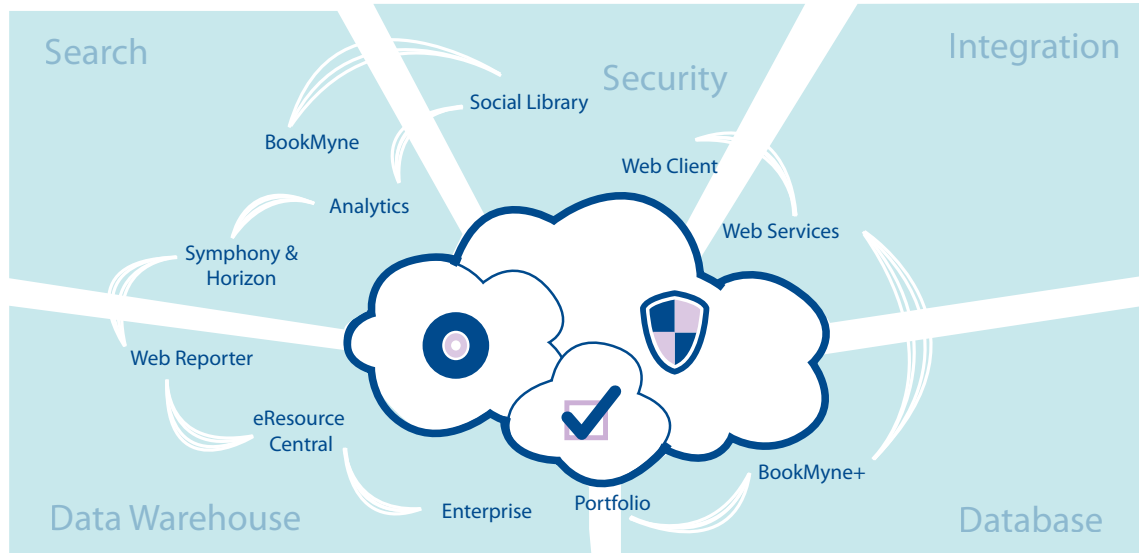 Search
Security
Integration
Social Library
BookMyne
Web Client
Analytics
Web Services
Symphony &
Horizon
Web Reporter
eResource
Central
BookMyne+
Enterprise
Portfolio
Data Warehouse
Database